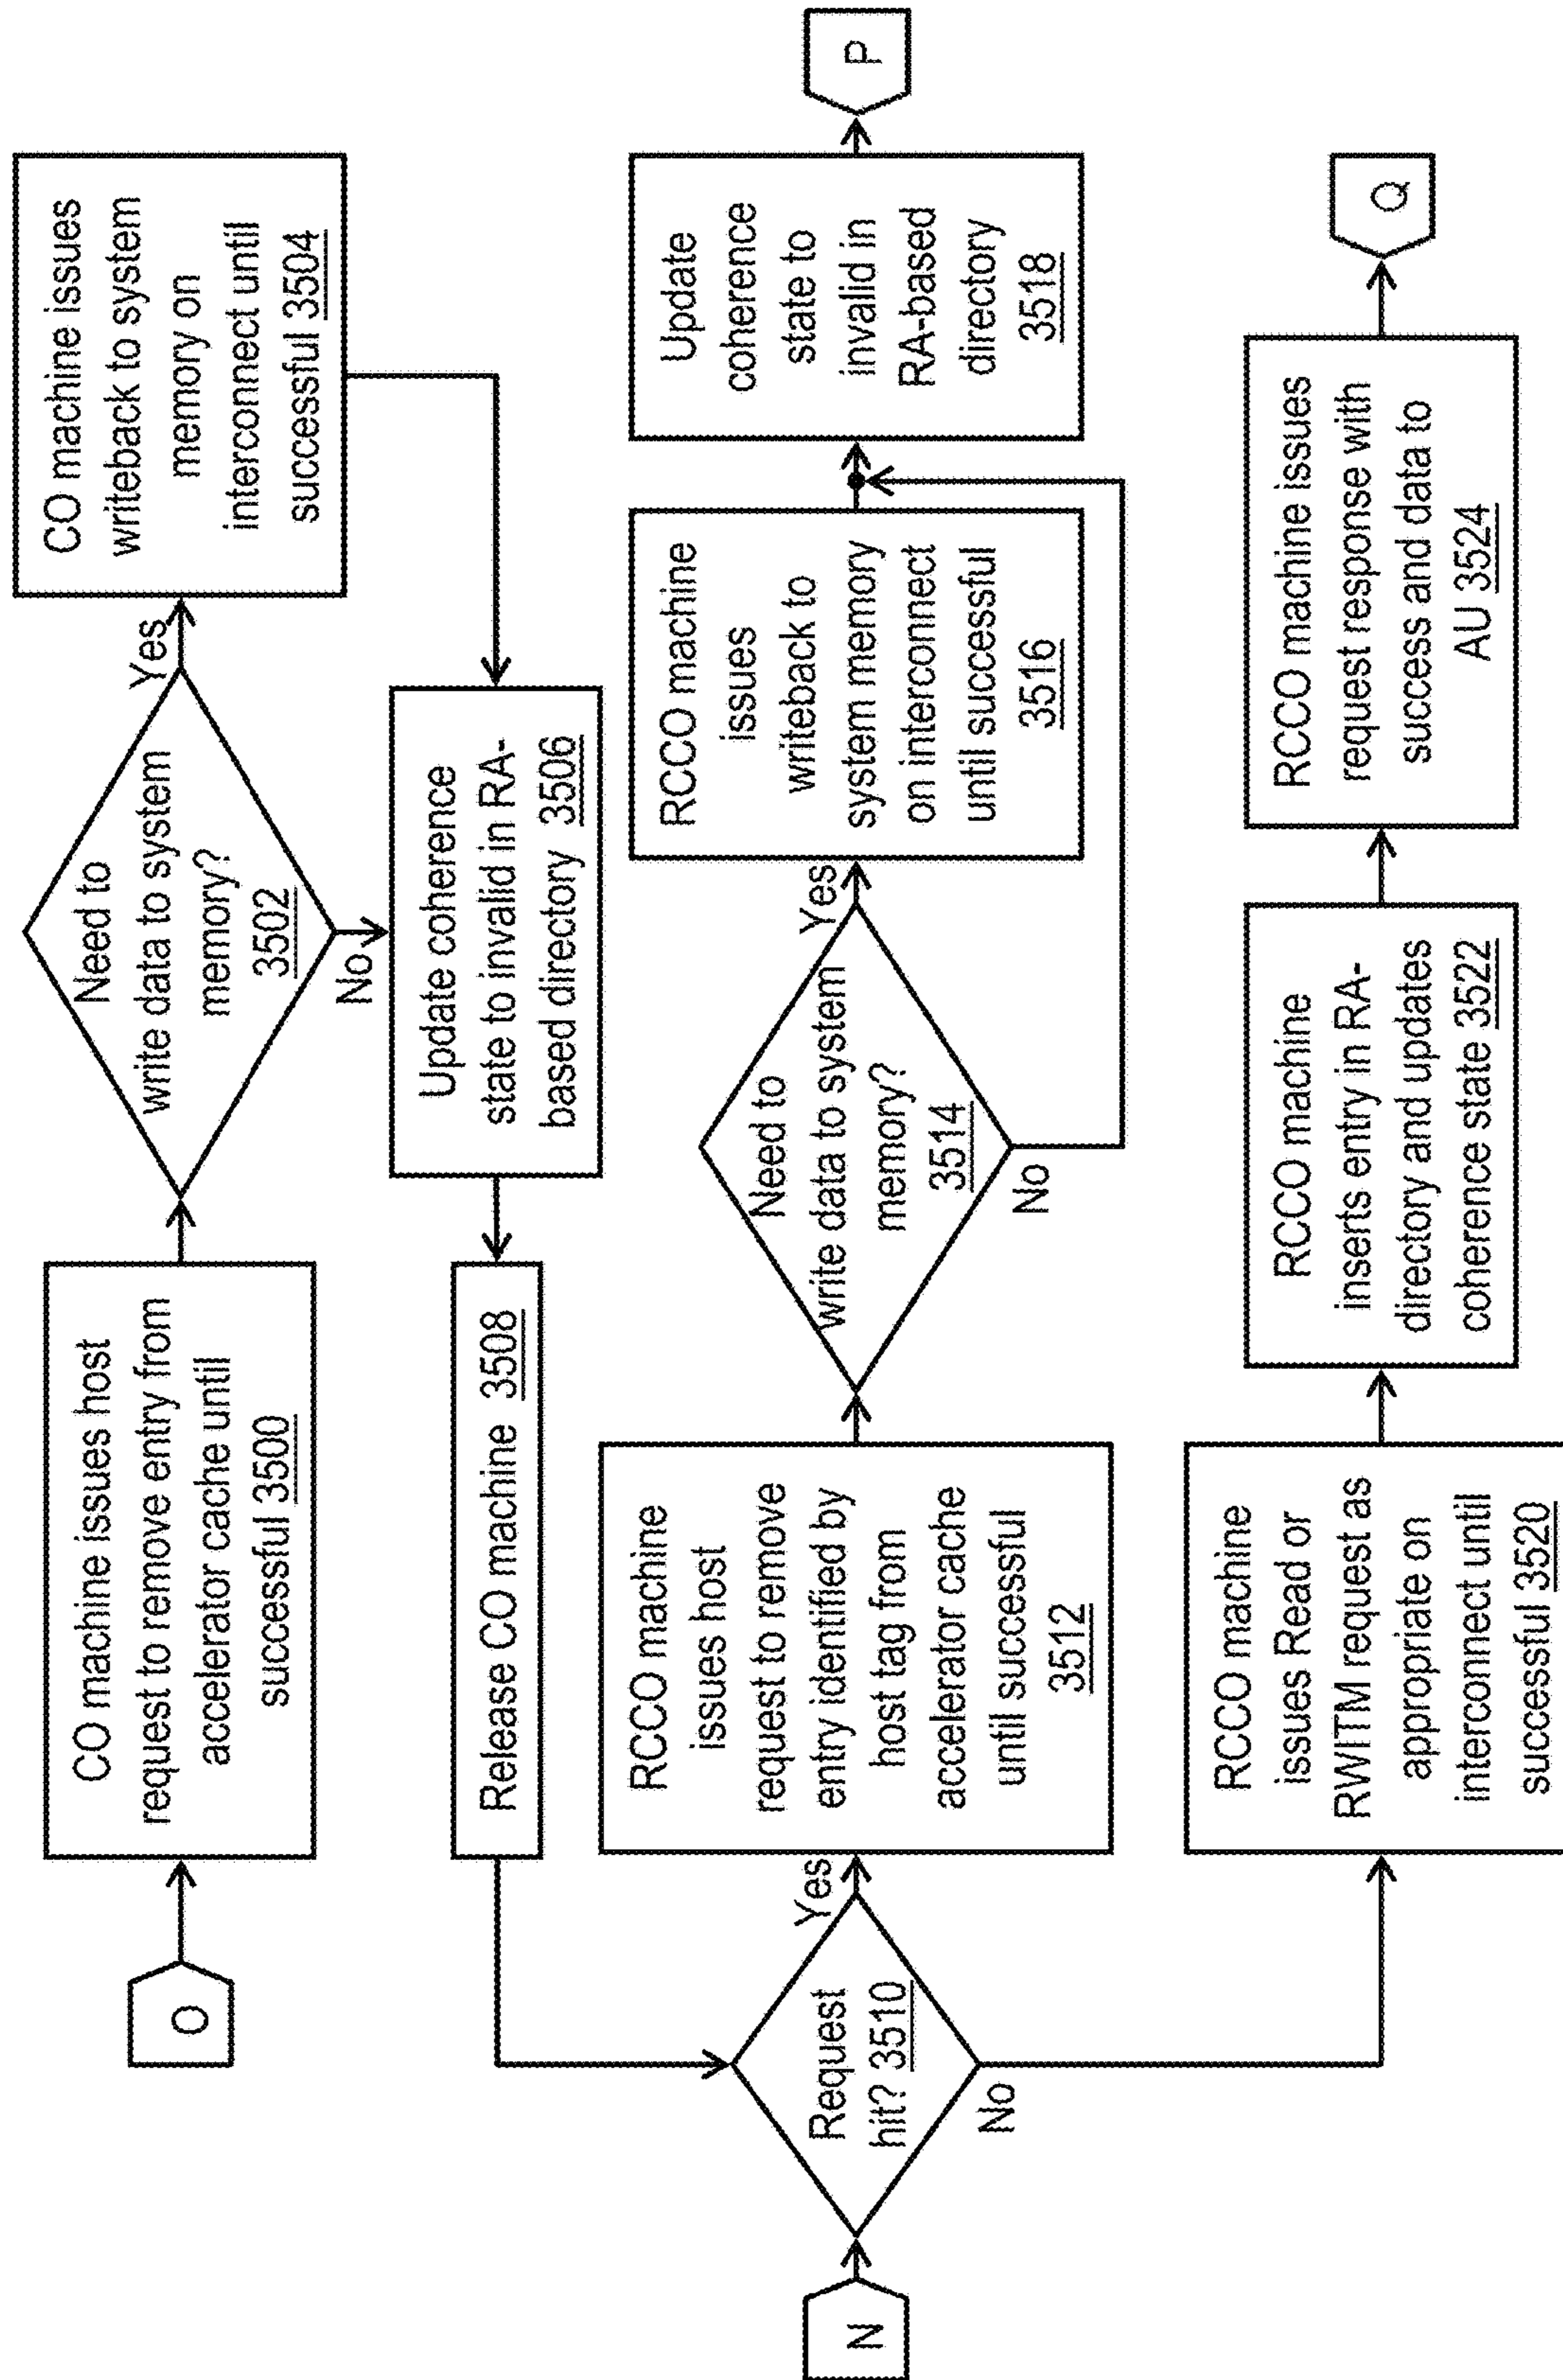 O
CO machine issues host
request to remove entry from
accelerator cache until
successful 3500
Need to
write data to system
memory?
3502
Yes
No
CO machine issues
writeback to system
memory on
interconnect until
successful 3504
Update coherence
state to invalid in RA-
based directory 3506
Release CO machine 3508
N
Request
hit? 3510
Yes
No
RCCO machine
issues host
request to remove
entry identified by
host tag from
accelerator cache
until successful
3512
Need to
write data to system
memory?
3514
Yes
No
RCCO machine
issues
writeback to
system memory
on interconnect
until successful
3516
Update
coherence
state to
invalid in
RA-based
directory
3518
P
RCCO machine
issues Read or
RWITM request as
appropriate on
interconnect until
successful 3520
RCCO machine
inserts entry in RA-
directory and updates
coherence state 3522
RCCO machine issues
request response with
success and data to
AU 3524
Q